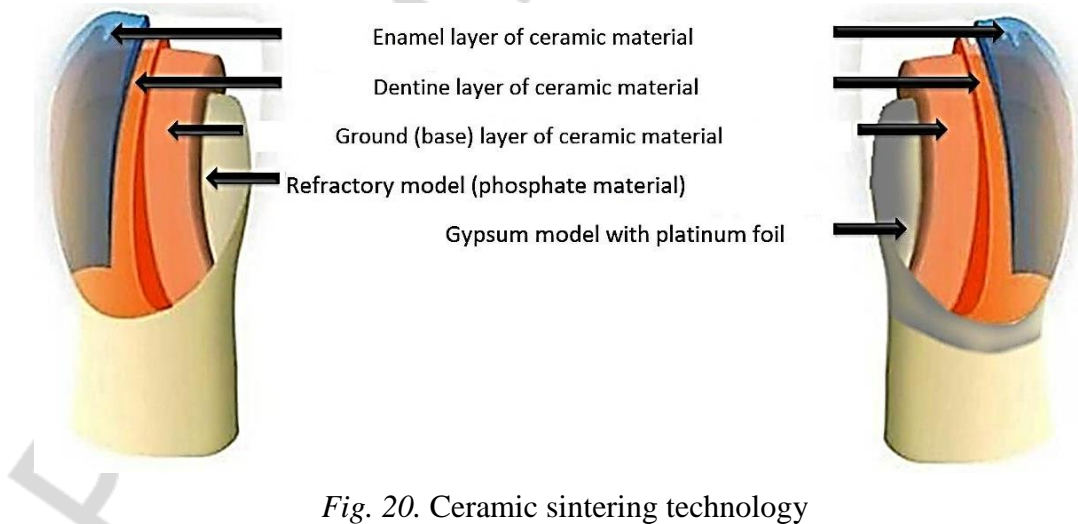 Enamel layer of ceramic material
Dentine layer of ceramic material
Ground (base) layer of ceramic material
Refractory model (phosphate material)
Gypsum model with platinum foil
Fig. 20. Ceramic sintering technology